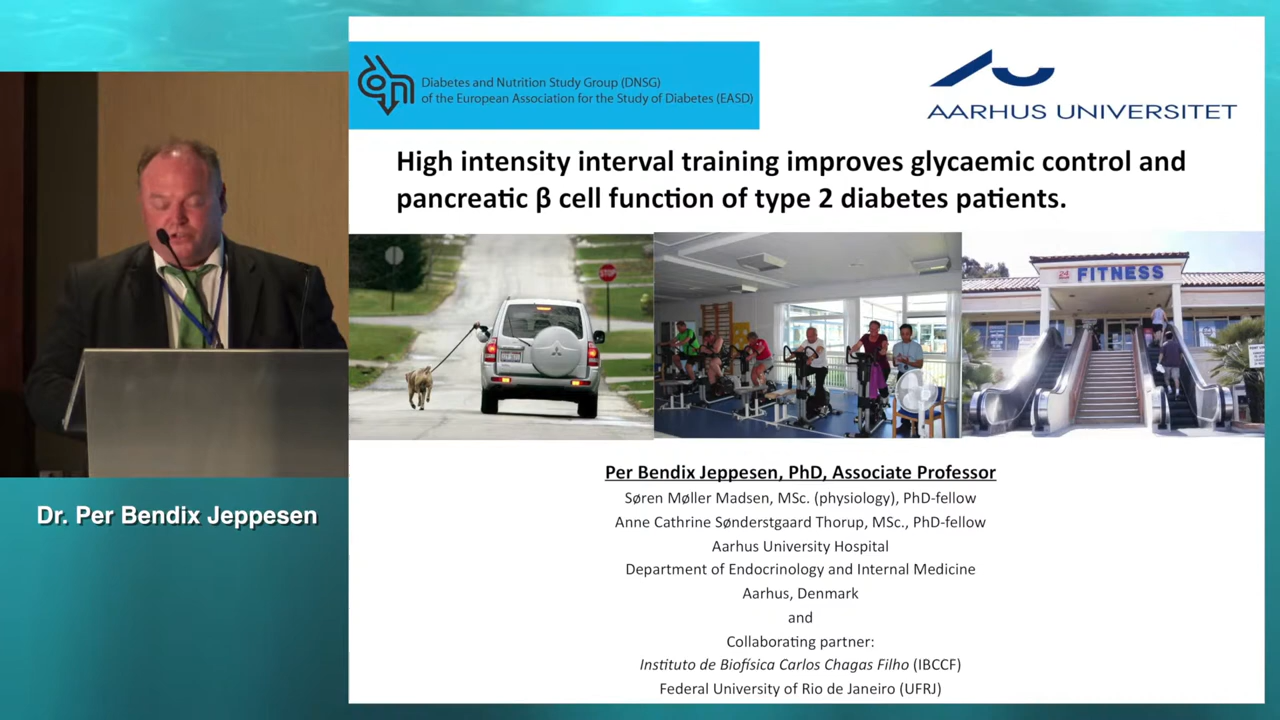 Diabetes and Nutrition Study Group (DNSG)
of the European Association for the Study of Diabetes (EASD)
AARHUS UNIVERSITET
High intensity interval training improves glycaemic control and
pancreatic β cell function of type 2 diabetes patients.
STOP
24
FITNESS
Per Bendix Jeppesen, PhD, Associate Professor
Søren Møller Madsen, MSc. (physiology), PhD-fellow
Anne Cathrine Sønderstgaard Thorup, MSc., PhD-fellow
Aarhus University Hospital
Department of Endocrinology and Internal Medicine
Aarhus, Denmark
and
Collaborating partner:
Instituto de Biofísica Carlos Chagas Filho (IBCCF)
Federal University of Rio de Janeiro (UFRJ)
Dr. Per Bendix Jeppesen